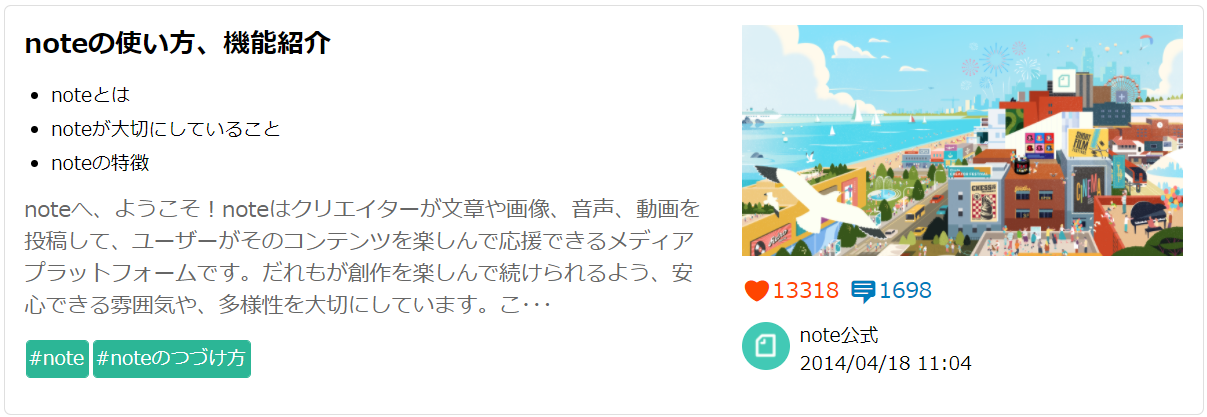 noteの使い方、機能紹介
noteとは
noteが大切にしていること
noteの特徴
noteへ、ようこそ！noteはクリエイターが文章や画像、音声、動画を
投稿して、ユーザーがそのコンテンツを楽しんで応援できるメディア
プラットフォームです。だれもが創作を楽しんで続けられるよう、安
心できる雰囲気や、多様性を大切にしています。こ･･･
#note #noteのつづけ方
CHESS
CINEMA
13318 1698
note公式
2014/04/18 11:04